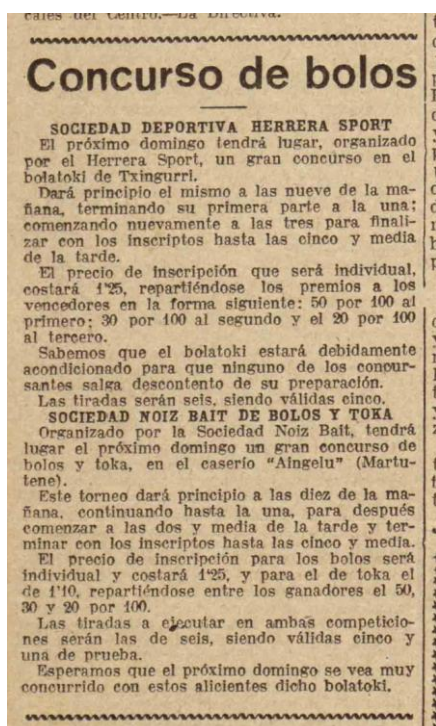 cales del Centro.—La Directiva.
Concurso de bolos
SOCIEDAD DEPORTIVA HERRERA SPORT
El próximo domingo tendrá lugar, organizado
por el Herrera Sport, un gran concurso en el
bolatoki de Txingurri.
Dará principio el mismo a las nueve de la ma-
ñana, terminando su primera parte a la una;
comenzando nuevamente a las tres para finali-
zar con los inscriptos hasta las cinco y media
de la tarde.
El precio de inscripción que será individual,
costará 1'25, repartiéndose los premios a los
vencedores en la forma siguiente: 50 por 100 al
primero; 30 por 100 al segundo y el 20 por 100
al tercero.
Sabemos que el bolatoki estará debidamente
acondicionado para que ninguno de los concur-
santes salga descontento de su preparación.
Las tiradas serán seis, siendo válidas cinco.
SOCIEDAD NOIZ BAIT DE BOLOS Y TOKA
Organizado por la Sociedad Noiz Bait, tendrá
lugar el próximo domingo un gran concurso de
bolos y toka, en el caserío "Aingelu" (Martu-
tene).
Este torneo dará principio a las diez de la ma-
ñana, continuando hasta la una, para después
comenzar a las dos y media de la tarde y ter-
minar con los inscriptos hasta las cinco y media.
El precio de inscripción para los bolos será
individual y costará 1'25, y para el de toka el
de 1'10, repartiéndose entre los ganadores el 50,
30 y 20 por 100.
Las tiradas a ejecutar en ambas competicio-
nes serán las de seis, siendo válidas cinco y
una de prueba.
Esperamos que el próximo domingo se vea muy
concurrido con estos alicientes dicho bolatoki.